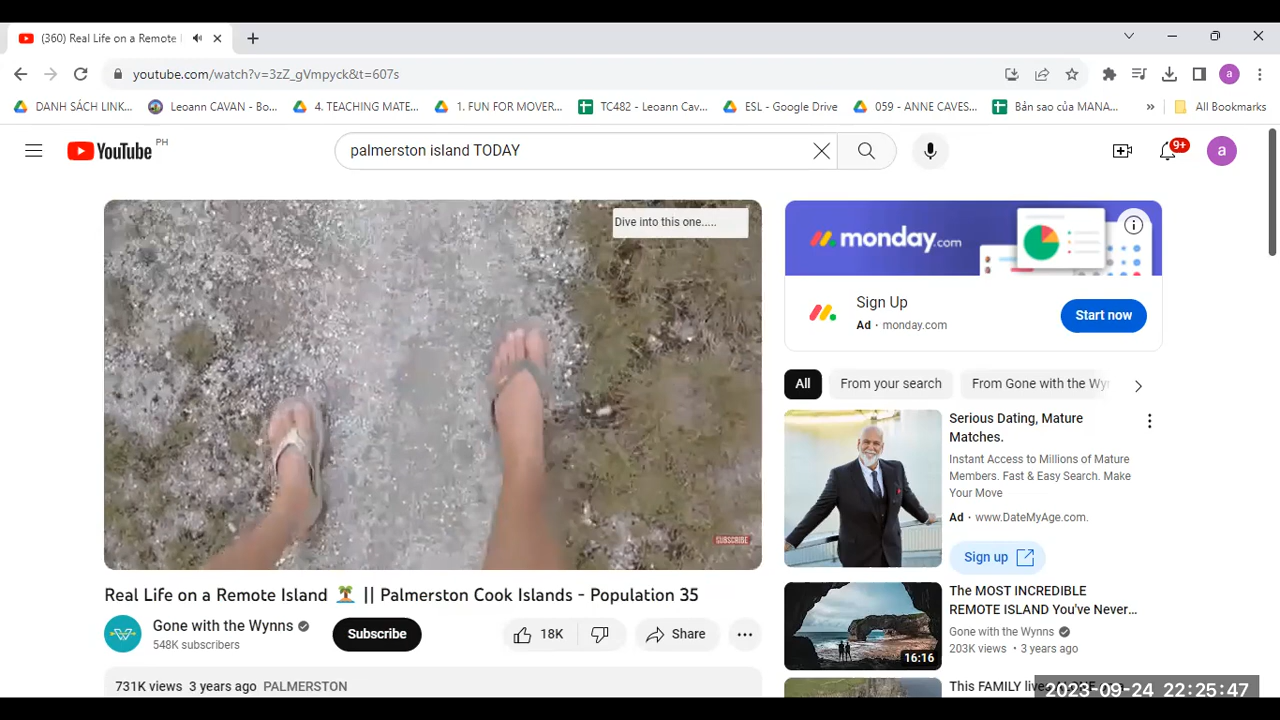 (360) Real Life on a Remote
youtube.com/watch?v=3zZ_gVmpyck&t=607s
a
DANH SÁCH LINK...
Leoann CAVAN - Bo...
4. TEACHING MATE...
1. FUN FOR MOVER...
TC482 - Leoann Cav...
ESL - Google Drive
059 - ANNE CAVES...
Bản sao của MANA...
»
All Bookmarks
YouTube PH
palmerston island TODAY
9+
a
Dive into this one.....
SUBSCRIBE
monday.com
Sign Up
Ad · monday.com
Start now
All
From your search
From Gone with the Wyn
Serious Dating, Mature
Matches.
Instant Access to Millions of Mature
Members. Fast & Easy Search. Make
Your Move
Ad · www.DateMyAge.com.
Sign up
The MOST INCREDIBLE
REMOTE ISLAND You've Never...
Gone with the Wynns
203K views · 3 years ago
16:16
Real Life on a Remote Island 🏝️ || Palmerston Cook Islands - Population 35
Gone with the Wynns
548K subscribers
Subscribe
18K
Share
731K views 3 years ago PALMERSTON
2023-09-24 22:25:47